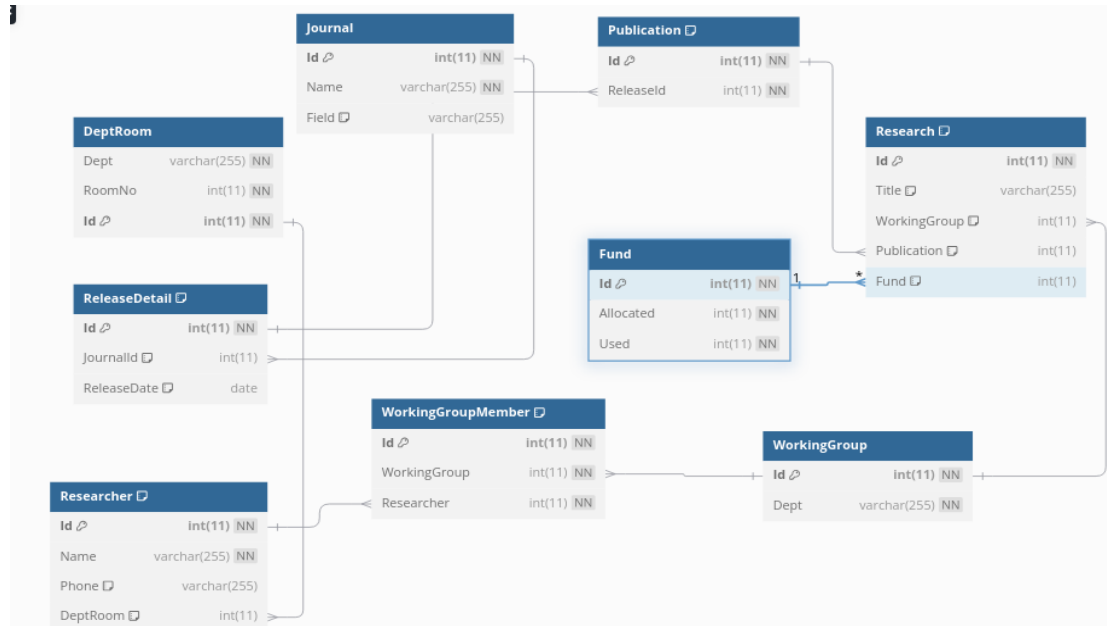 Journal
Id int(11) NN
Name varchar(255) NN
Field varchar(255)
Publication
Id int(11) NN
ReleaseId int(11) NN
DeptRoom
Dept varchar(255) NN
RoomNo int(11) NN
Id int(11) NN
Research
Id int(11) NN
Title varchar(255)
WorkingGroup int(11)
Publication int(11)
Fund int(11)
Fund
Id int(11) NN
Allocated int(11) NN
Used int(11) NN
1 *
ReleaseDetail
Id int(11) NN
JournalId int(11)
ReleaseDate date
WorkingGroupMember
Id int(11) NN
WorkingGroup int(11) NN
Researcher int(11) NN
WorkingGroup
Id int(11) NN
Dept varchar(255) NN
Researcher
Id int(11) NN
Name varchar(255) NN
Phone varchar(255)
DeptRoom int(11)